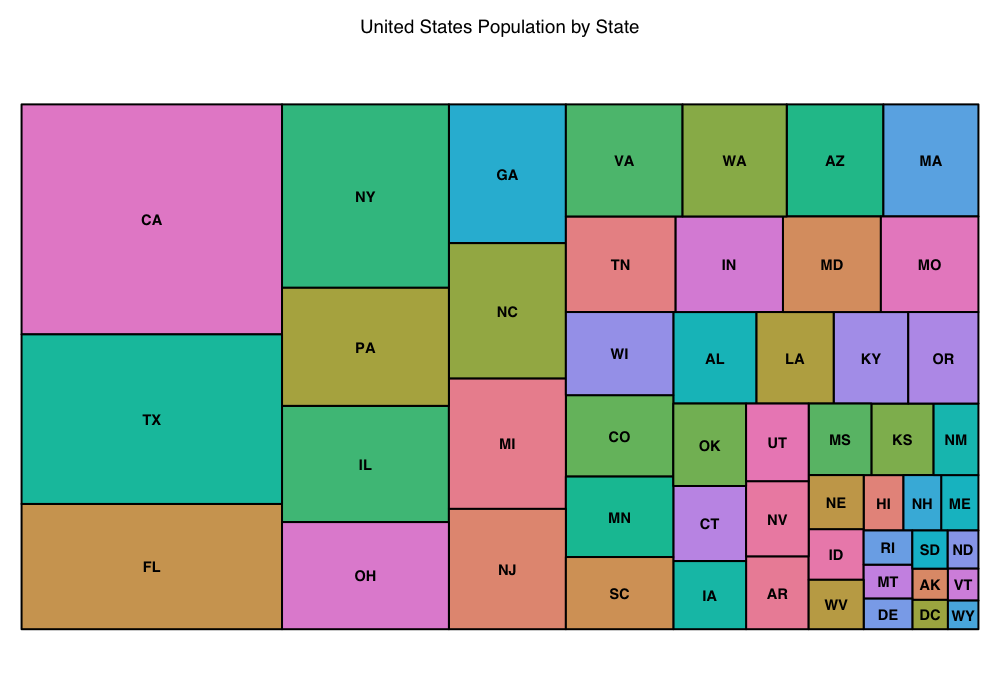 United States Population by State
CA
TX
FL
NY
PA
IL
OH
GA
NC
MI
NJ
VA
WA
AZ
MA
TN
IN
MD
MO
WI
CO
MN
SC
AL
LA
KY
OR
OK
CT
IA
UT
NV
AR
MS
KS
NM
NE
ID
WV
HI
NH
ME
RI
MT
DE
SD
ND
AK
VT
DC
WY